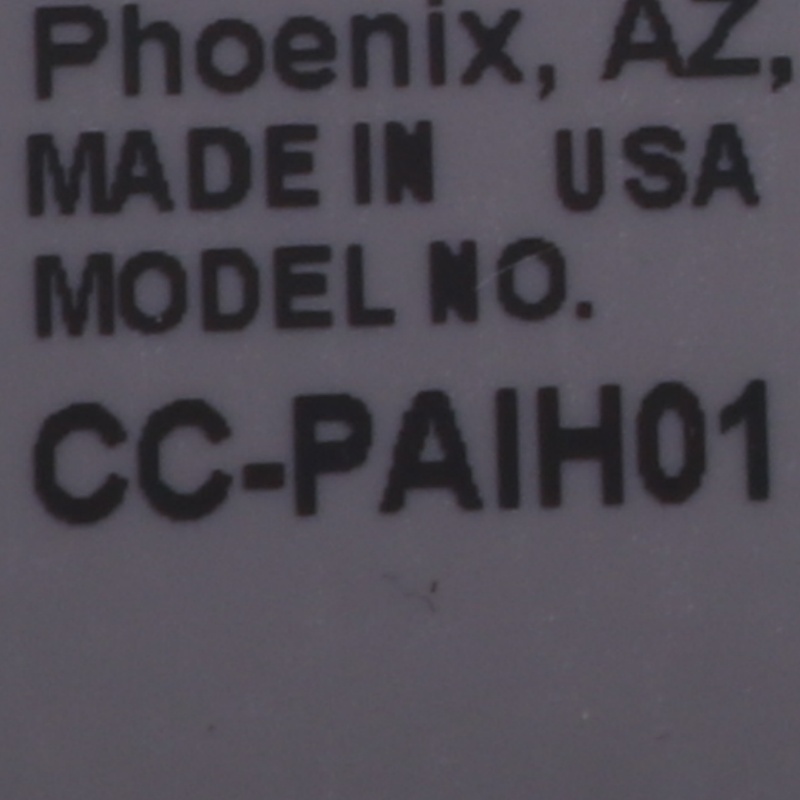 Phoenix, AZ,
MADE IN USA
MODEL NO.
CC-PAIH01